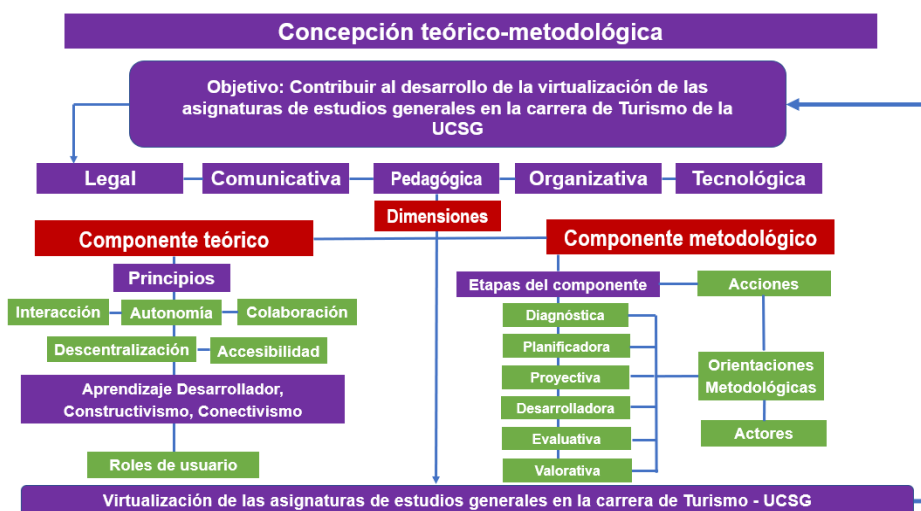 Concepción teórico-metodológica
Objetivo: Contribuir al desarrollo de la virtualización de las
asignaturas de estudios generales en la carrera de Turismo de la
UCSG
Legal
Comunicativa
Pedagógica
Organizativa
Tecnológica
Dimensiones
Componente teórico
Componente metodológico
Principios
Interacción
Autonomía
Colaboración
Descentralización
Accesibilidad
Aprendizaje Desarrollador,
Constructivismo, Conectivismo
Roles de usuario
Etapas del componente
Acciones
Diagnóstica
Planificadora
Proyectiva
Desarrolladora
Evaluativa
Valorativa
Orientaciones
Metodológicas
Actores
Virtualización de las asignaturas de estudios generales en la carrera de Turismo - UCSG